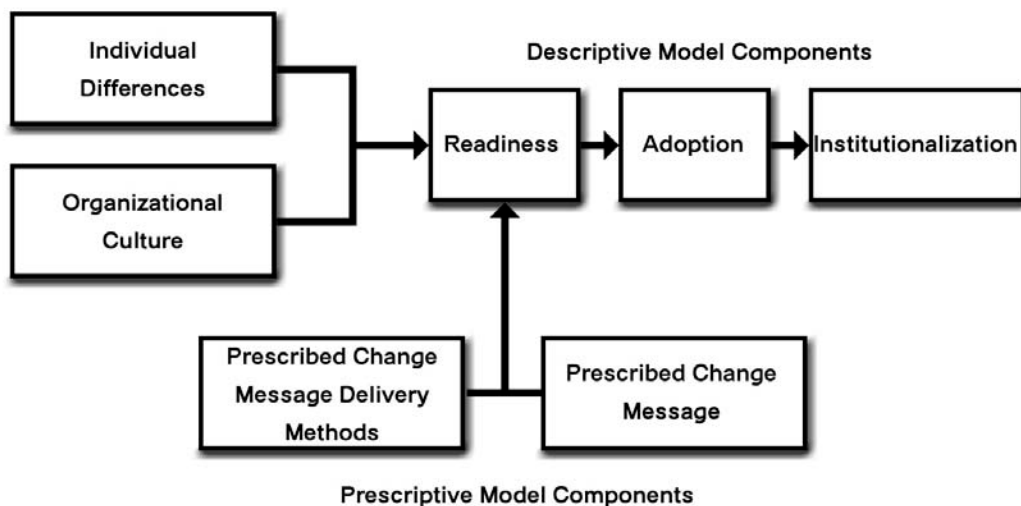 Individual
Differences
Descriptive Model Components
Readiness
Adoption
Institutionalization
Organizational
Culture
Prescribed Change
Message Delivery
Methods
Prescribed Change
Message
Prescriptive Model Components